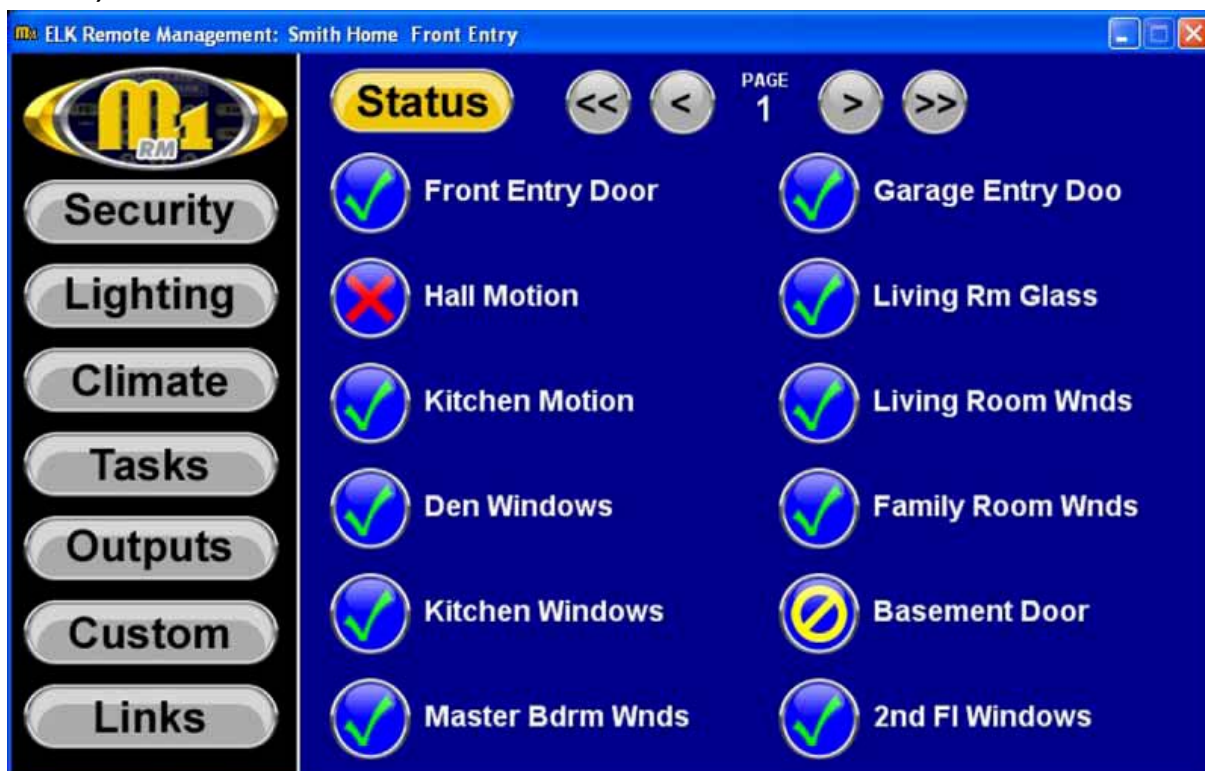 ELK Remote Management: Smith Home Front Entry
M1
RM
Security
Lighting
Climate
Tasks
Outputs
Custom
Links
Status
<<
<
PAGE
1
>
>>
Front Entry Door
Garage Entry Doo
Hall Motion
Living Rm Glass
Kitchen Motion
Living Room Wnds
Den Windows
Family Room Wnds
Kitchen Windows
Basement Door
Master Bdrm Wnds
2nd Fl Windows